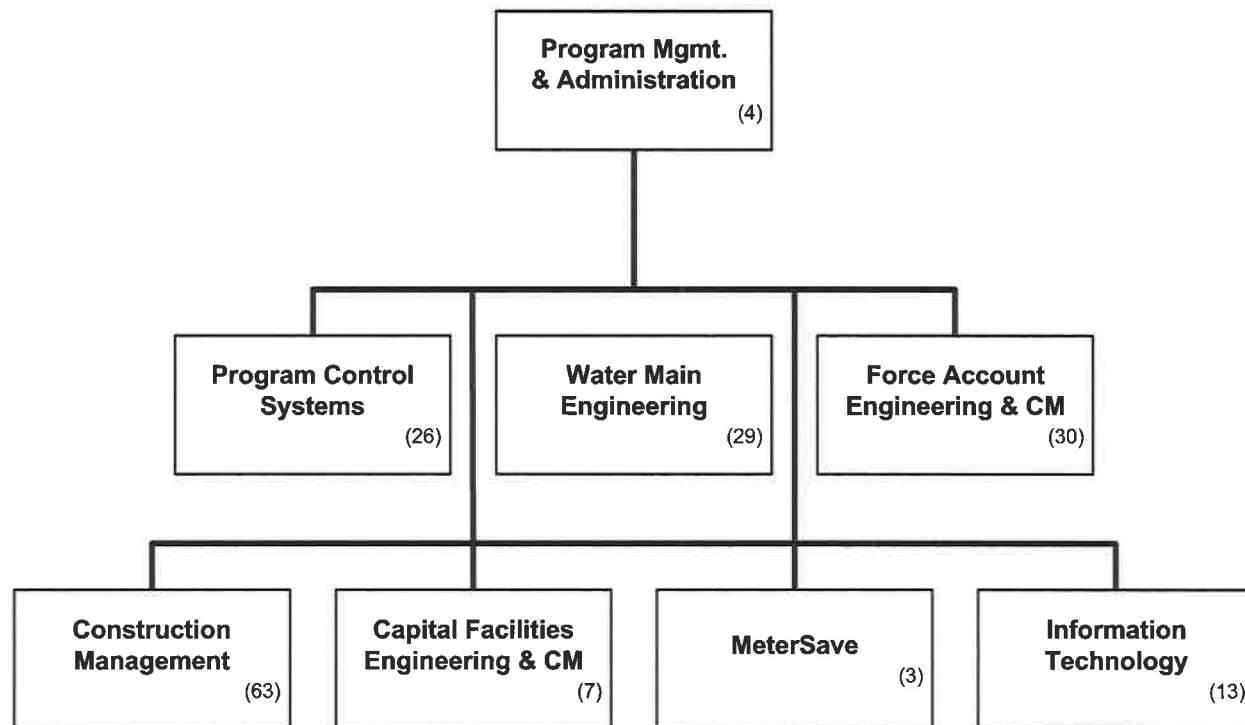 Program Mgmt.
& Administration
(4)
Program Control
Systems
(26)
Water Main
Engineering
(29)
Force Account
Engineering & CM
(30)
Construction
Management
(63)
Capital Facilities
Engineering & CM
(7)
MeterSave
(3)
Information
Technology
(13)